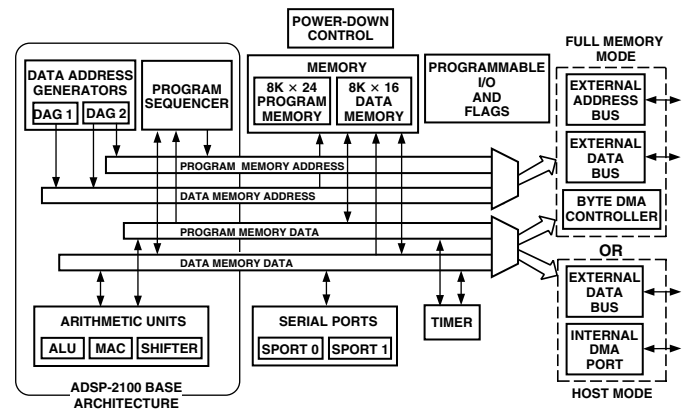 POWER-DOWN
CONTROL
FULL MEMORY
MODE
DATA ADDRESS
GENERATORS
DAG 1
DAG 2
PROGRAM
SEQUENCER
MEMORY
8K × 24
PROGRAM
MEMORY
8K × 16
DATA
MEMORY
PROGRAMMABLE
I/O
AND
FLAGS
EXTERNAL
ADDRESS
BUS
EXTERNAL
DATA
BUS
BYTE DMA
CONTROLLER
PROGRAM MEMORY ADDRESS
DATA MEMORY ADDRESS
PROGRAM MEMORY DATA
DATA MEMORY DATA
OR
EXTERNAL
DATA
BUS
INTERNAL
DMA
PORT
HOST MODE
ARITHMETIC UNITS
ALU
MAC
SHIFTER
SERIAL PORTS
SPORT 0
SPORT 1
TIMER
ADSP-2100 BASE
ARCHITECTURE